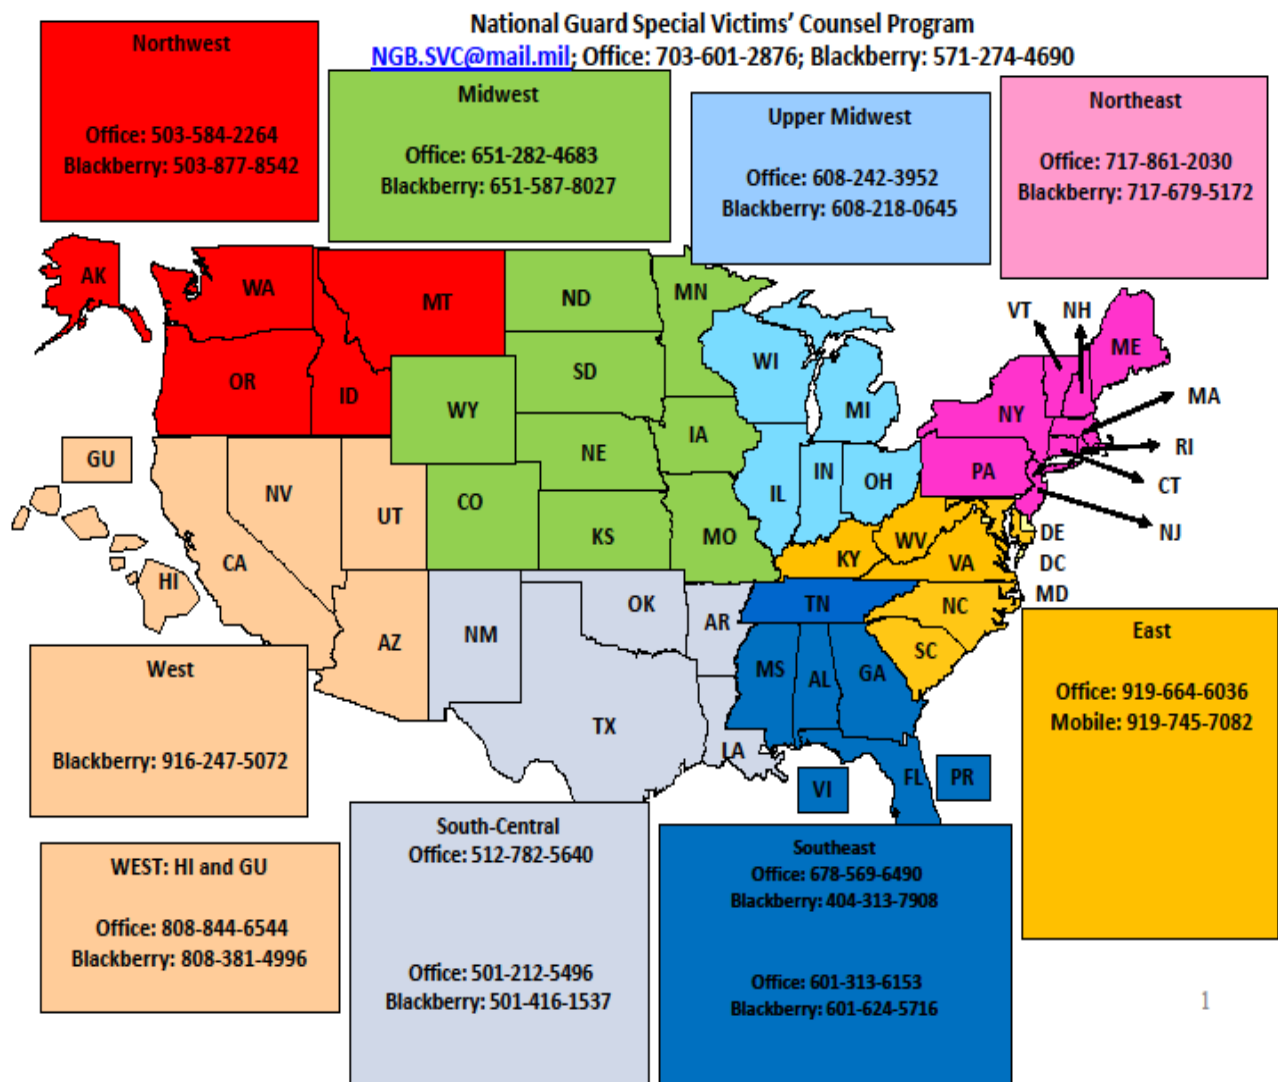 National Guard Special Victims' Counsel Program
NGB.SVC@mail.mil; Office: 703-601-2876; Blackberry: 571-274-4690
Northwest
Office: 503-584-2264
Blackberry: 503-877-8542
Midwest
Office: 651-282-4683
Blackberry: 651-587-8027
Upper Midwest
Office: 608-242-3952
Blackberry: 608-218-0645
Northeast
Office: 717-861-2030
Blackberry: 717-679-5172
AK
WA
MT
ND
MN
VT
NH
ME
OR
ID
WY
SD
WI
MI
NY
MA
GU
NV
UT
CO
NE
IA
IL
IN
OH
PA
RI
CT
NJ
HI
CA
KS
MO
KY
WV
VA
DE
DC
MD
AZ
NM
OK
AR
TN
NC
SC
TX
LA
MS
AL
GA
FL
VI
PR
West
Blackberry: 916-247-5072
East
Office: 919-664-6036
Mobile: 919-745-7082
WEST: HI and GU
Office: 808-844-6544
Blackberry: 808-381-4996
South-Central
Office: 512-782-5640
Office: 501-212-5496
Blackberry: 501-416-1537
Southeast
Office: 678-569-6490
Blackberry: 404-313-7908
Office: 601-313-6153
Blackberry: 601-624-5716
1